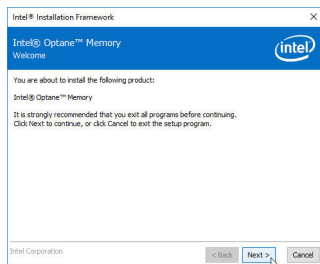 Intel® Installation Framework
Intel® Optane™ Memory
Welcome
intel
You are about to install the following product:
Intel® Optane™ Memory
It is strongly recommended that you exit all programs before continuing.
Click Next to continue, or click Cancel to exit the setup program.
Intel Corporation
< Back Next > Cancel